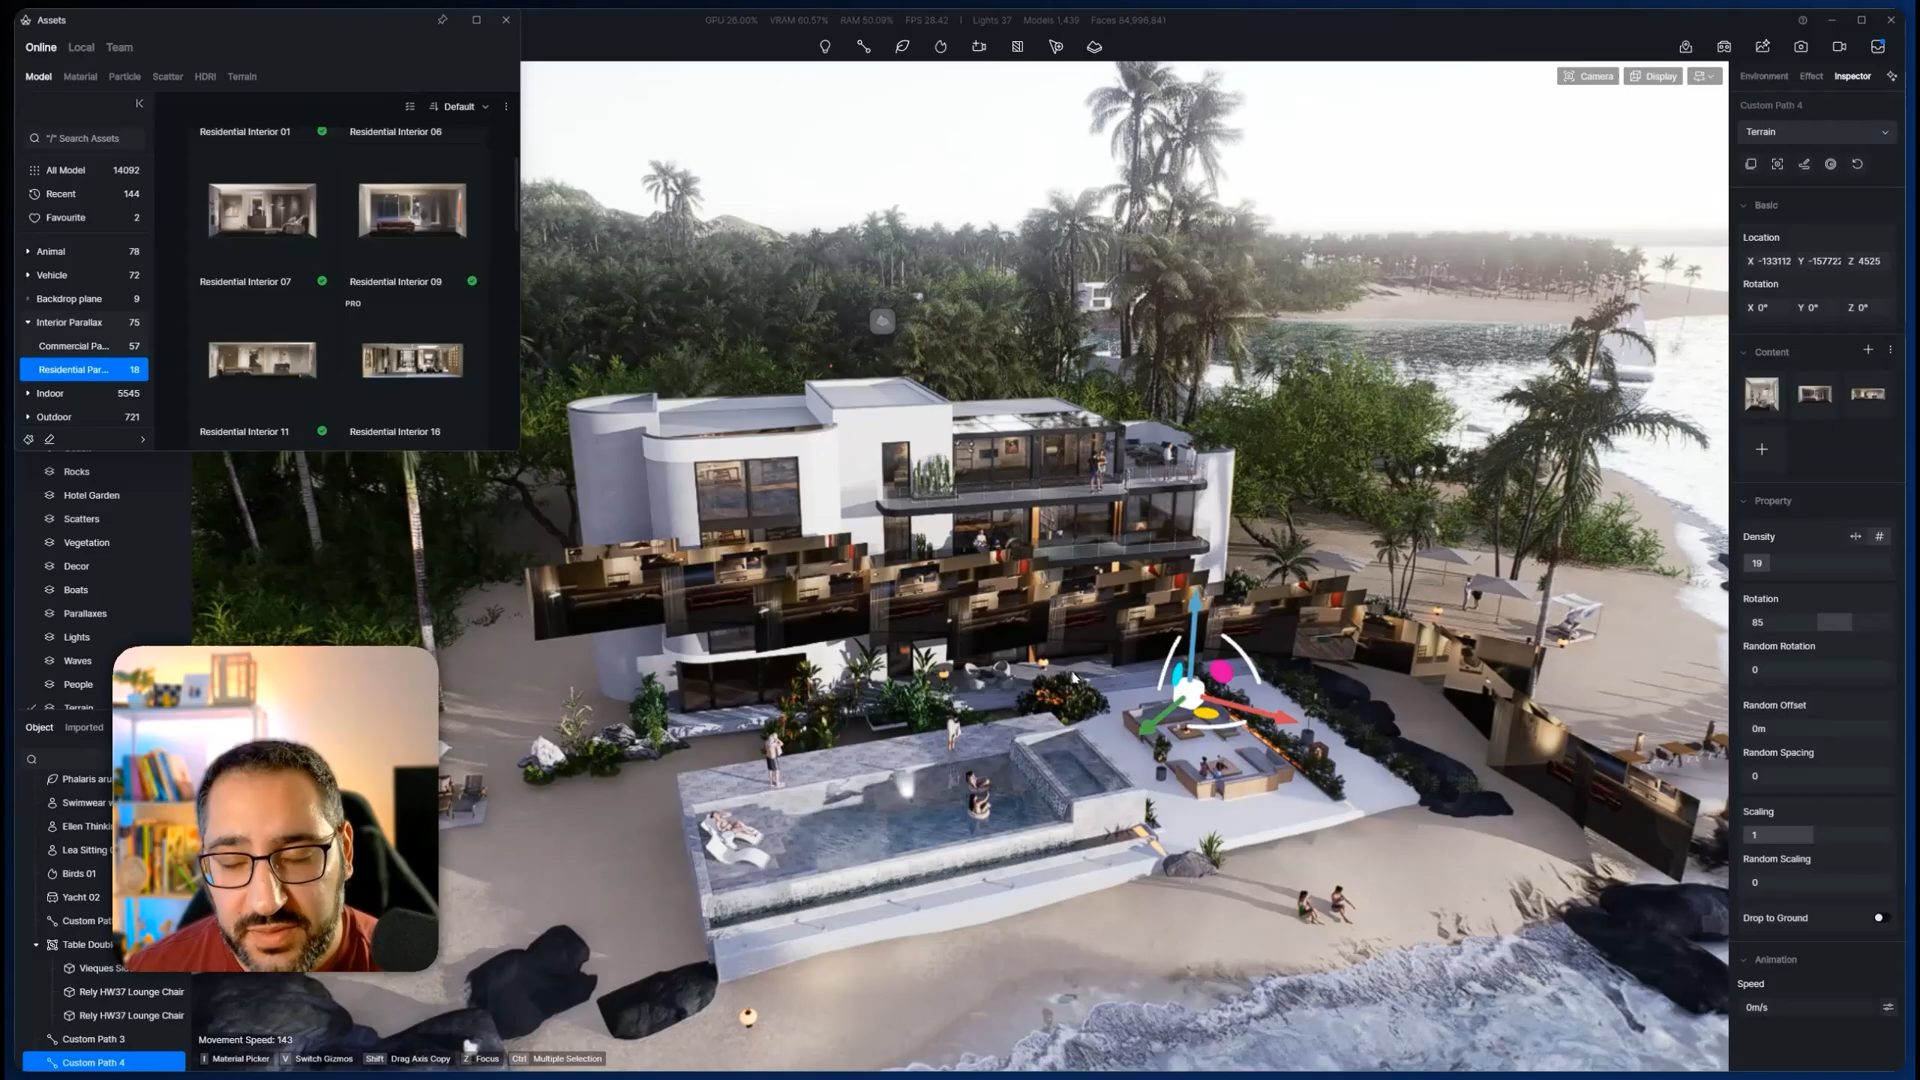 Assets
GPU 26.00% VRAM 60.57% RAM 50.09% FPS 28.42 | Lights 37 Models 1,439 Faces 84,996,841
Online Local Team
Model Material Particle Scatter HDRI Terrain
Default
"/" Search Assets
All Model 14092
Recent 144
Favourite 2
Animal 78
Vehicle 72
Backdrop plane 9
Interior Parallax 75
Commercial Pa... 57
Residential Par... 18
Indoor 5545
Outdoor 721
Residential Interior 01 Residential Interior 06
Residential Interior 07 Residential Interior 09
PRO
Residential Interior 11 Residential Interior 16
Rocks
Hotel Garden
Scatters
Vegetation
Decor
Boats
Parallaxes
Lights
Waves
People
Terrain
Object Imported
Phalaris aru
Swimwear w
Ellen Thinki
Lea Sitting
Birds 01
Yacht 02
Custom Pat
Table Doubl
Vieques Si
Rely HW37 Lounge Chair
Rely HW37 Lounge Chair
Custom Path 3
Custom Path 4
Movement Speed: 143
I Material Picker V Switch Gizmos Shift Drag Axis Copy Z Focus Ctrl Multiple Selection
Camera Display
Environment Effect Inspector
Custom Path 4
Terrain
Basic
Location
X -133112 Y -157722 Z 4525
Rotation
X 0° Y 0° Z 0°
Content
Property
Density
19
Rotation
85
Random Rotation
0
Random Offset
0m
Random Spacing
0
Scaling
1
Random Scaling
0
Drop to Ground
Animation
Speed
0m/s